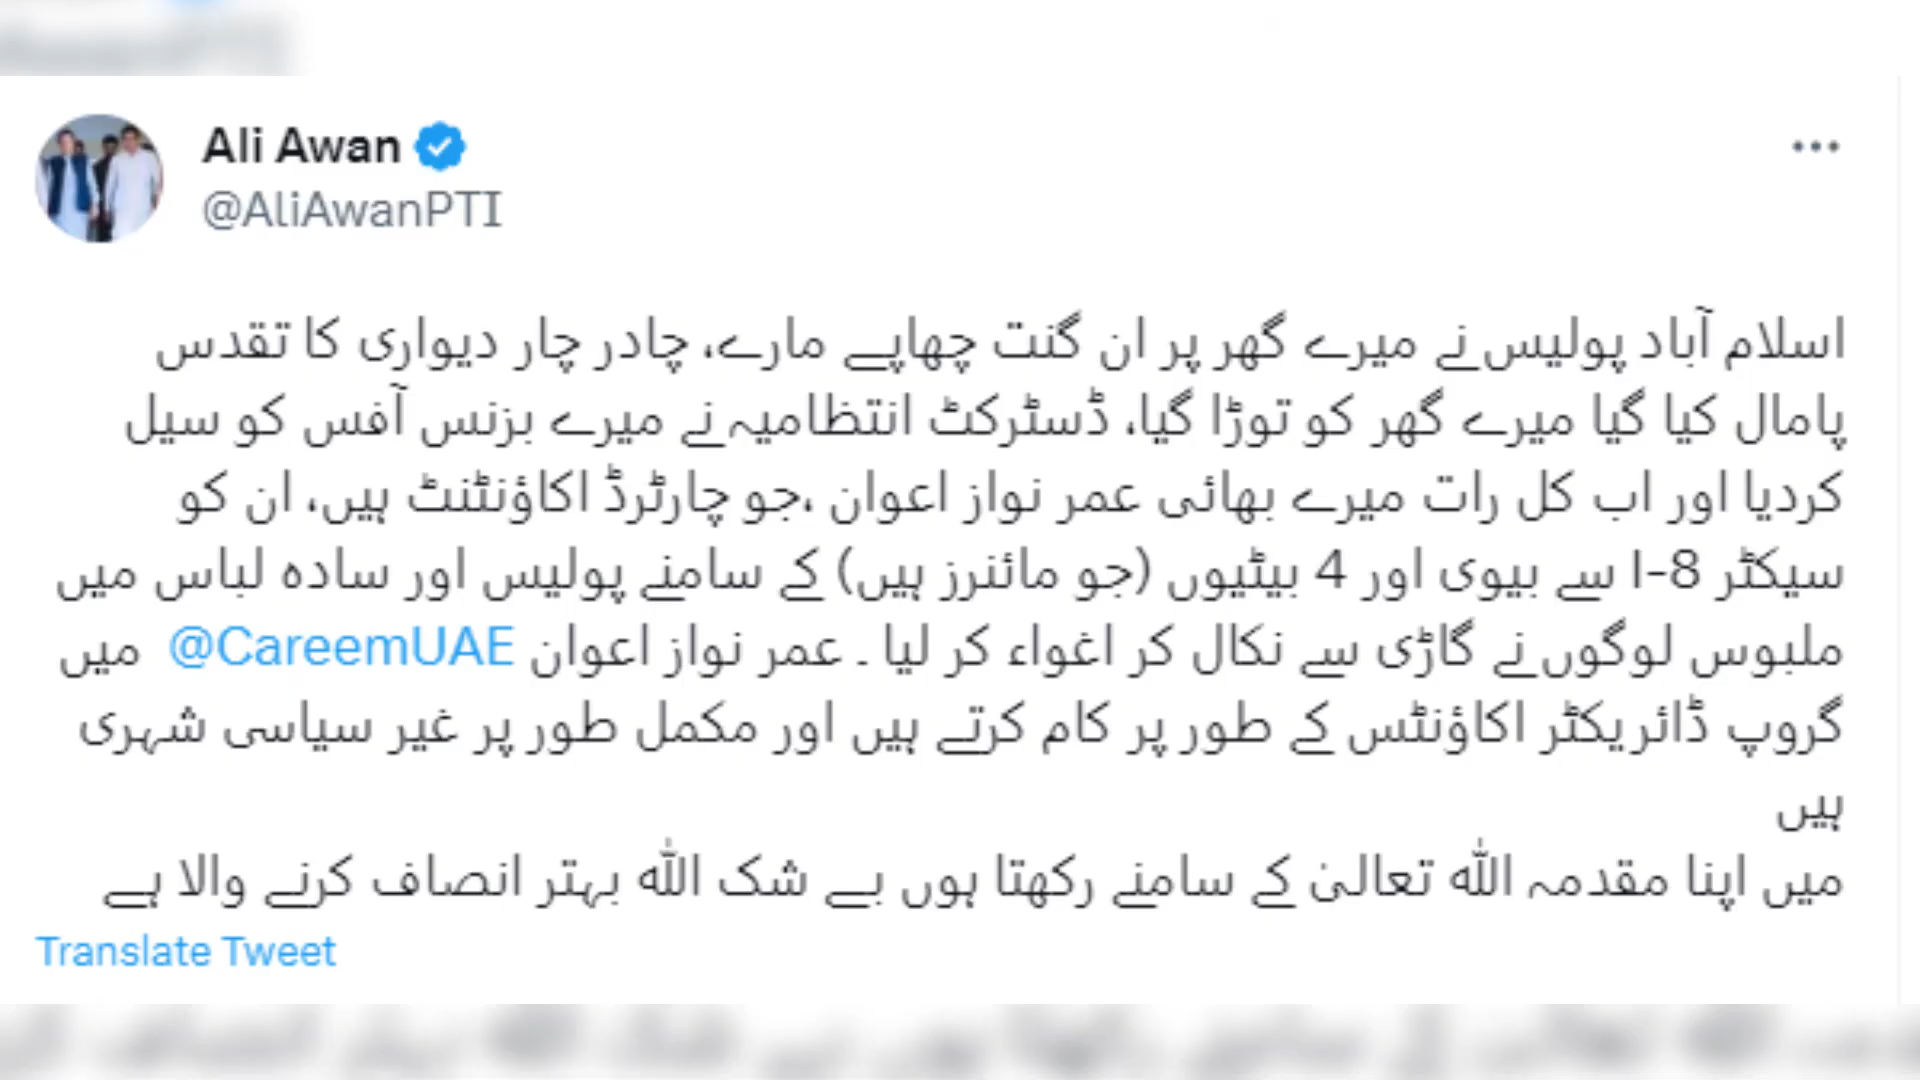 Ali Awan
@AliAwanPTI
اسلام آباد پولیس نے میرے گھر پر ان گنت چھاپے مارے، چادر چار دیواری کا تقدس
پامال کیا گیا میرے گھر کو توڑا گیا، ڈسٹرکٹ انتظامیہ نے میرے بزنس آفس کو سیل
کردیا اور اب کل رات میرے بھائی عمر نواز اعوان ،جو چارٹرڈ اکاؤنٹنٹ ہیں، ان کو
سیکٹر I-8 سے بیوی اور 4 بیٹیوں (جو مائنرز ہیں) کے سامنے پولیس اور سادہ لباس میں
ملبوس لوگوں نے گاڑی سے نکال کر اغواء کر لیا ۔ عمر نواز اعوان @CareemUAE میں
گروپ ڈائریکٹر اکاؤنٹس کے طور پر کام کرتے ہیں اور مکمل طور پر غیر سیاسی شہری
ہیں
میں اپنا مقدمہ اللّٰہ تعالیٰ کے سامنے رکھتا ہوں بے شک اللّٰہ بہتر انصاف کرنے والا ہے
Translate Tweet